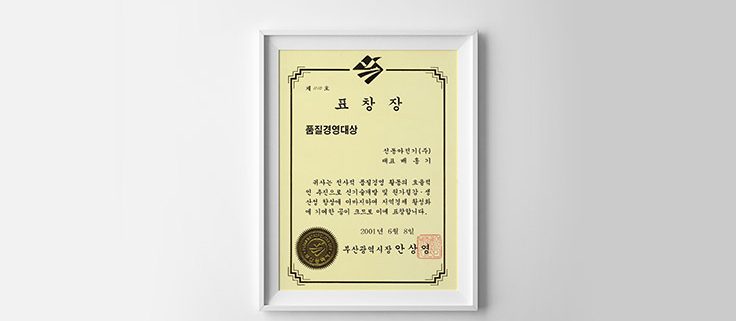 제 호
표 창 장
품질경영대상
신동아전기(주)
대표 배 흥 기
귀사는 전사적 품질경영 활동의 효율적
인 추진으로 신기술개발 및 원가절감·생
산성 향상에 이바지하여 지역경제 활성화
에 기여한 공이 크므로 이에 표창합니다.
2001년 6월 8일
부산광역시장 안상영